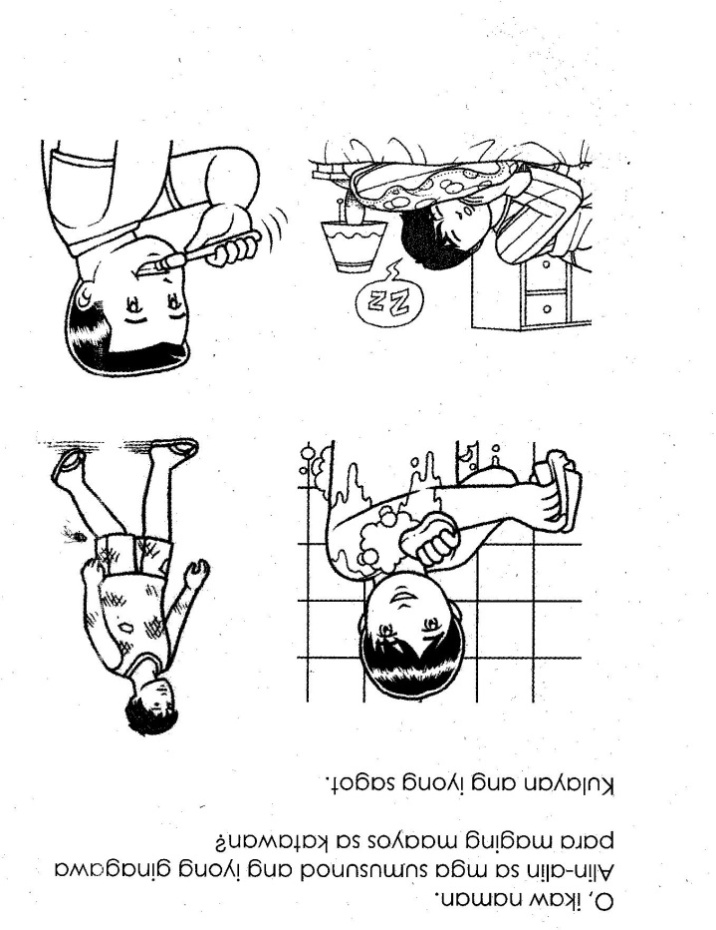 O, ikaw naman.
Alin-alin sa mga sumusunod ang iyong ginagawa
para maging maayos sa katawan?
Kulayan ang iyong sagot.
ZZ